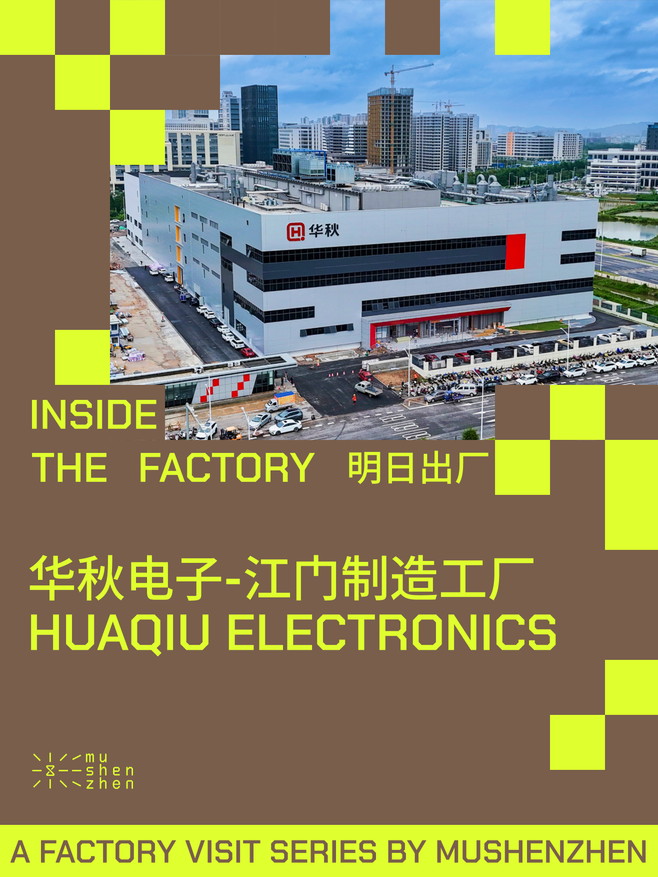 华秋
INSIDE
THE FACTORY 明日出厂
华秋电子-江门制造工厂
HUAQIU ELECTRONICS
mu
shen
zhen
A FACTORY VISIT SERIES BY MUSHENZHEN